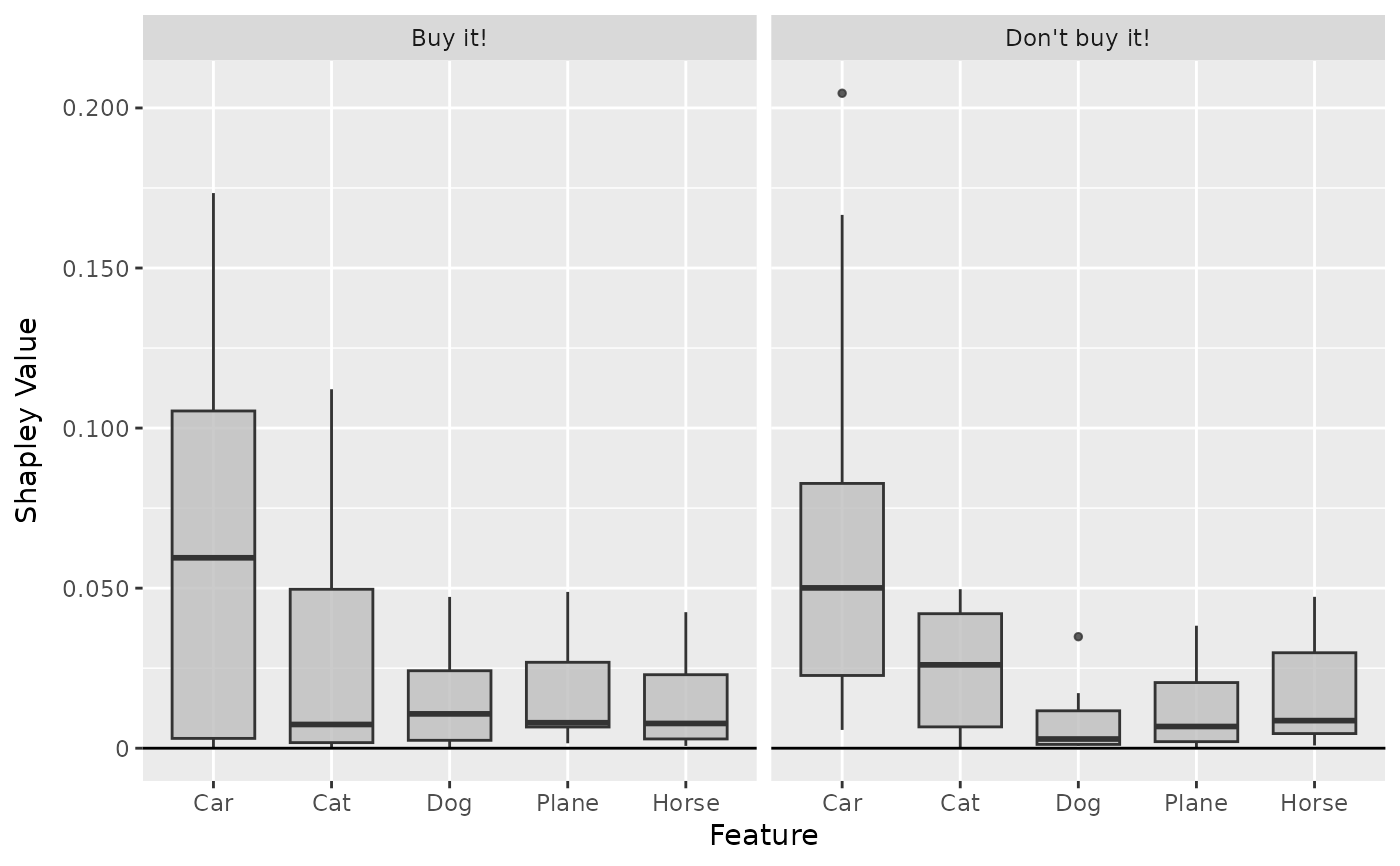 Buy it!
Don't buy it!
0.200
0.150
0.100
0.050
0
Shapley Value
Car Cat Dog Plane Horse
Car Cat Dog Plane Horse
Feature